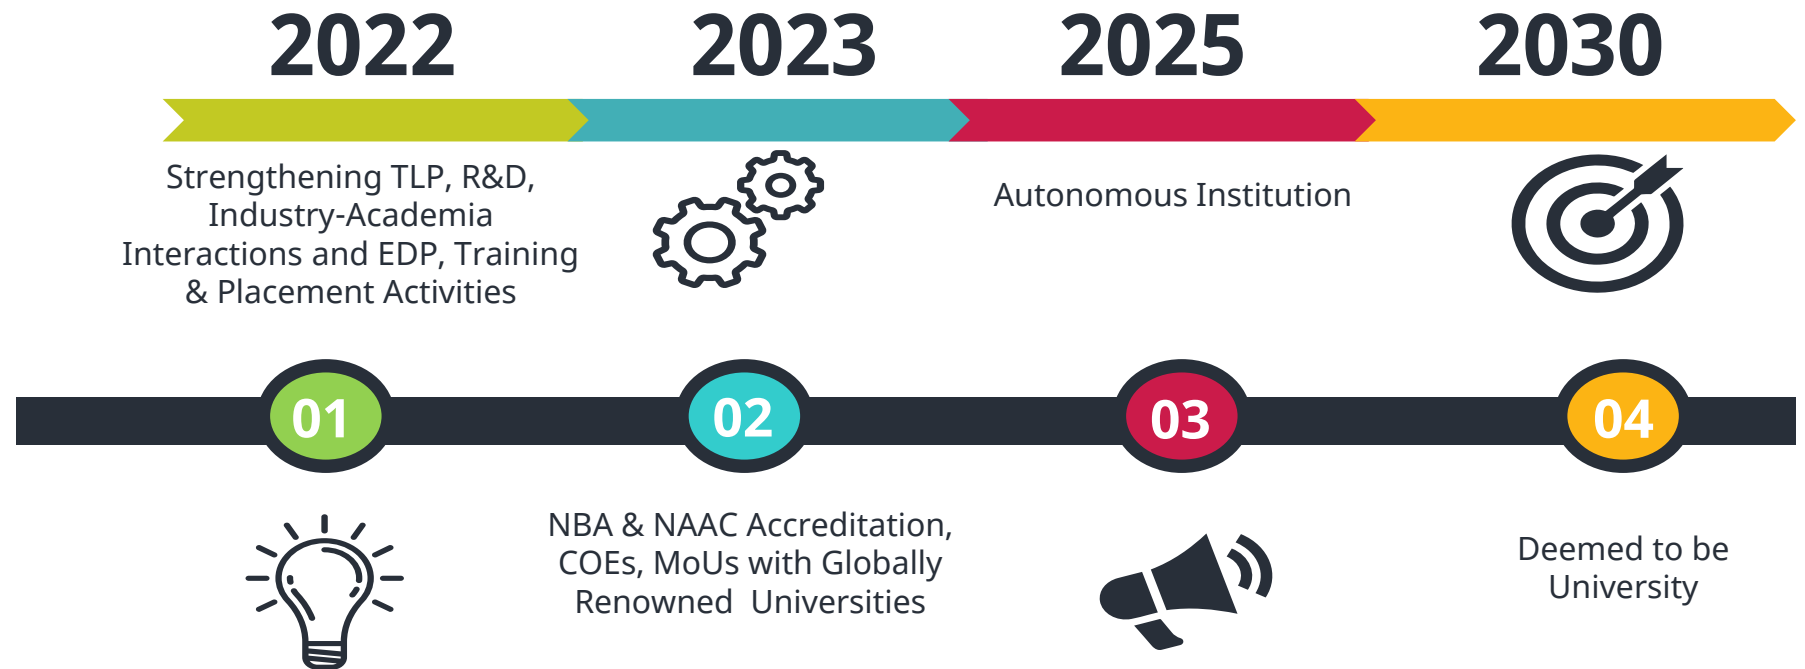 2022
2023
2025
2030
Strengthening TLP, R&D,
Industry-Academia
Interactions and EDP, Training
& Placement Activities
Autonomous Institution
01
02
03
04
NBA & NAAC Accreditation,
COEs, MoUs with Globally
Renowned  Universities
Deemed to be
University